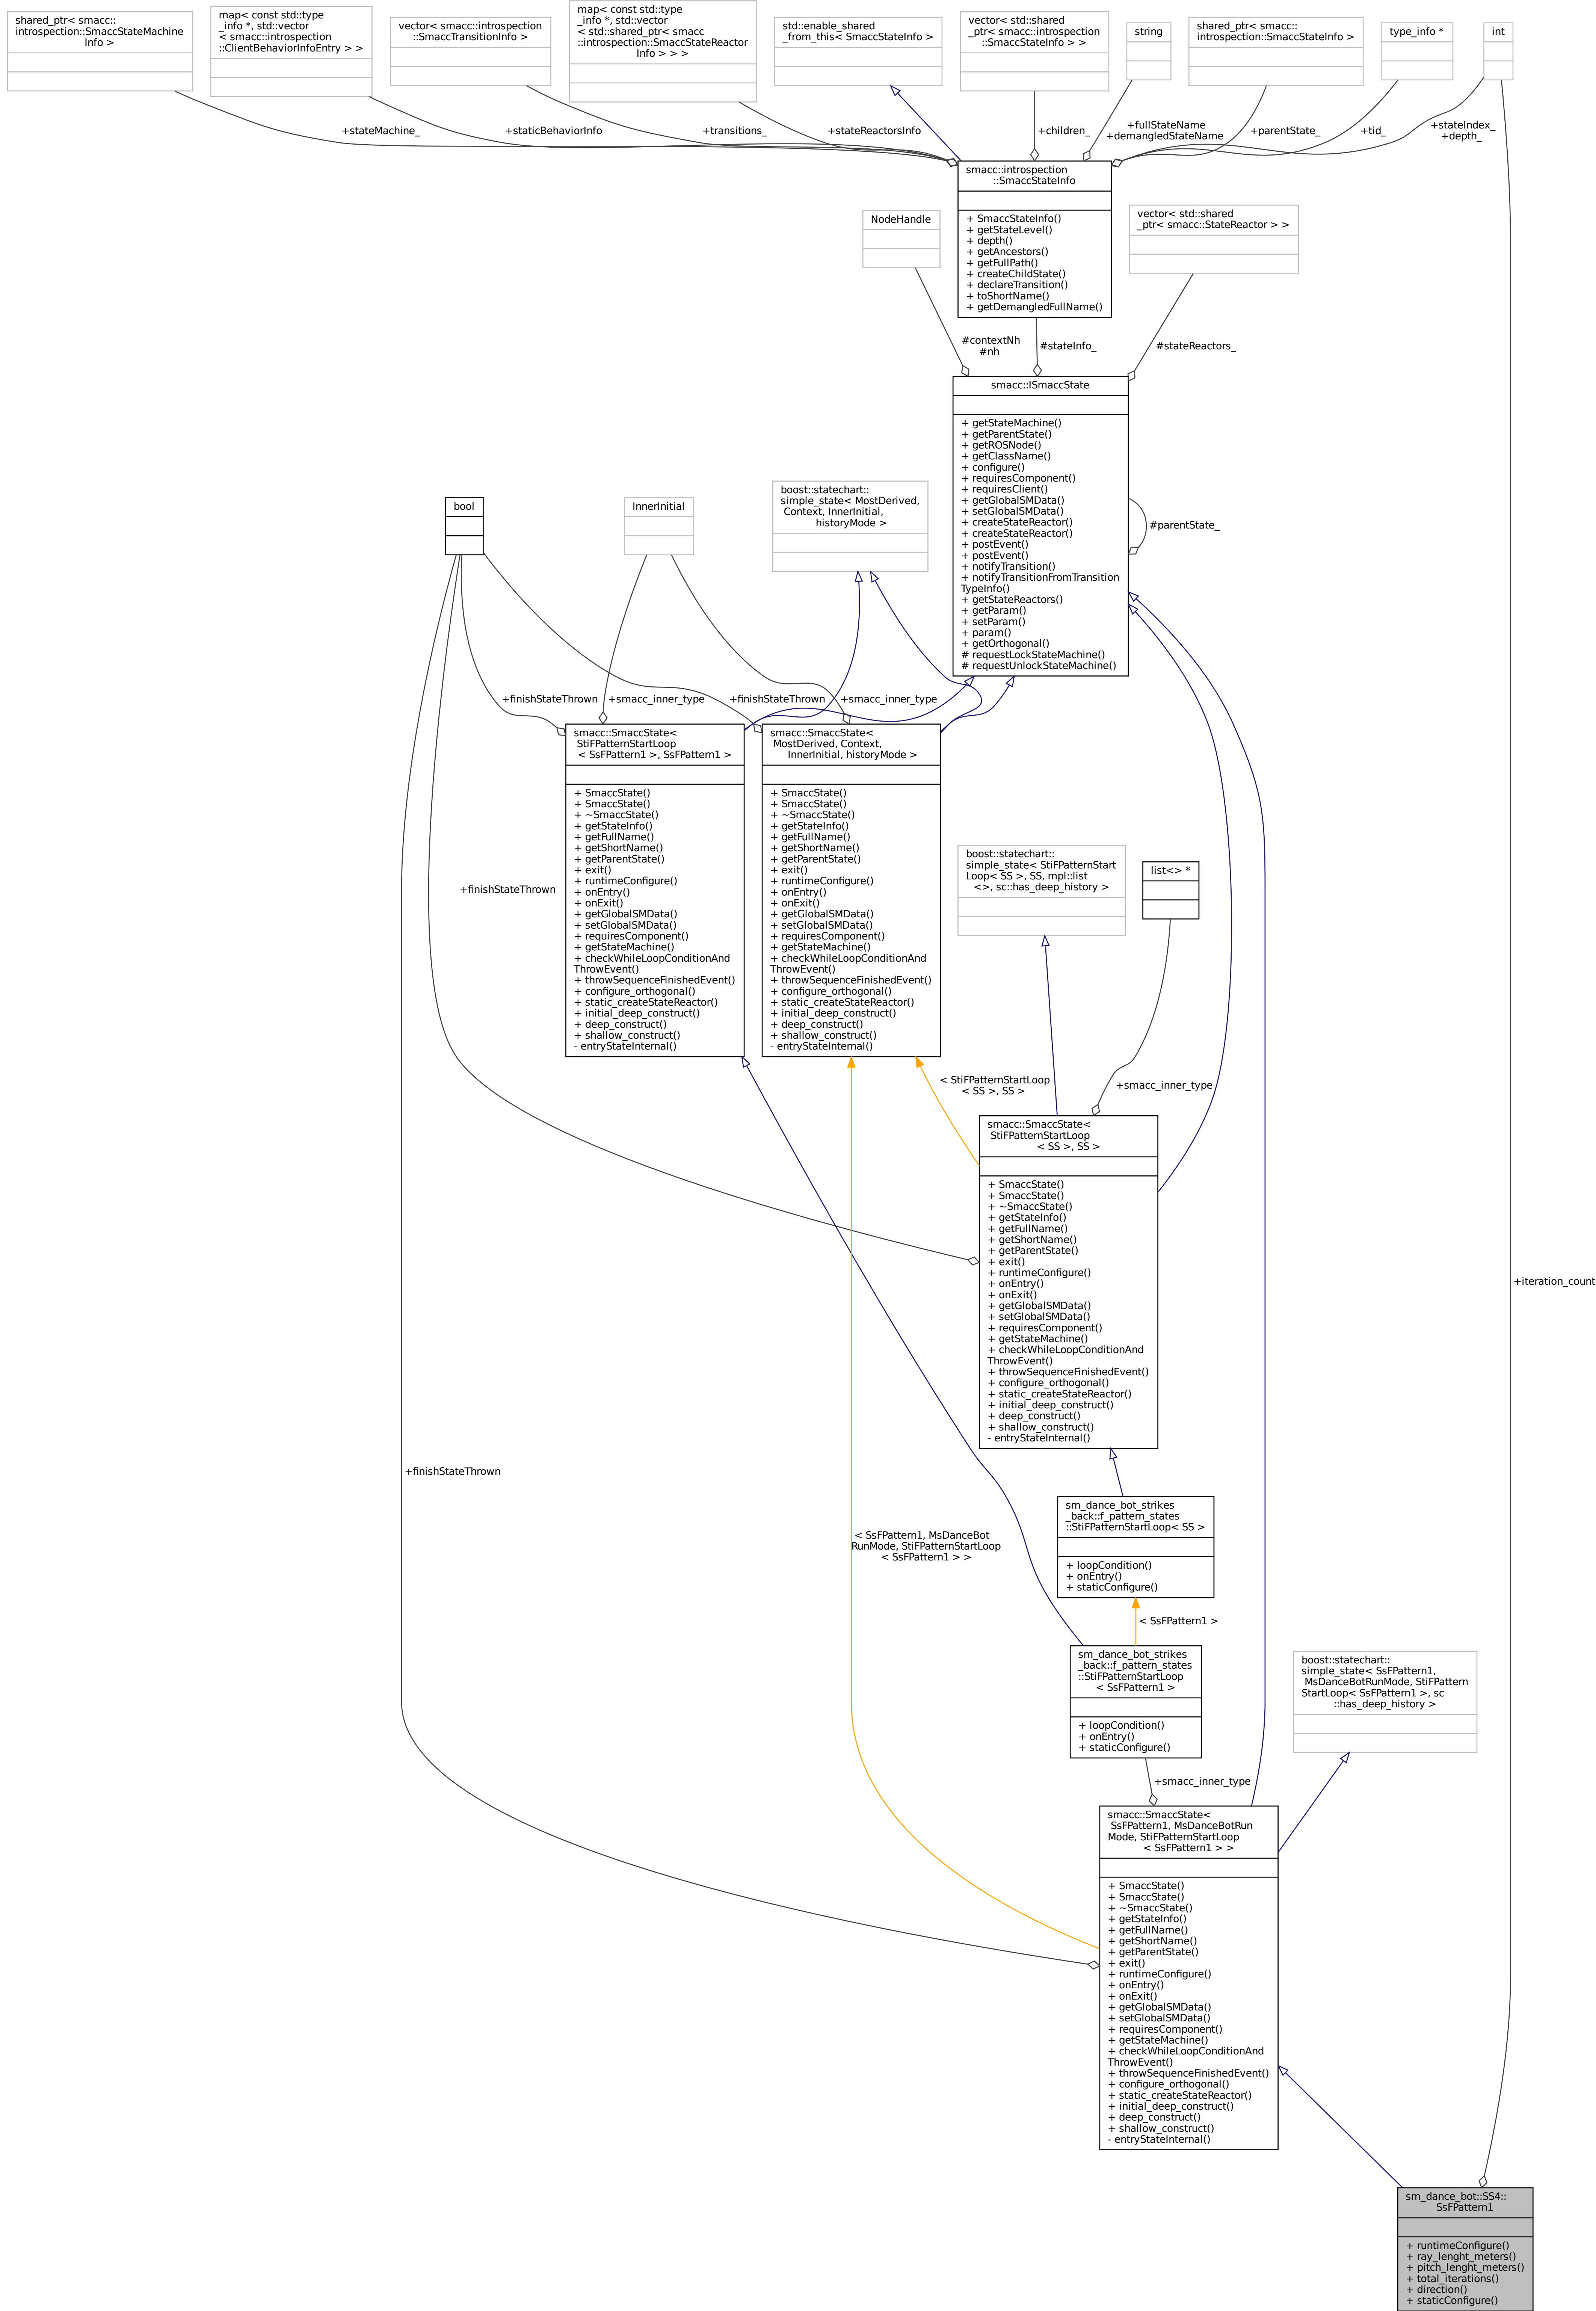 shared_ptr< smacc::
introspection::SmaccStateMachine
Info >
map< const std::type
_info *, std::vector
< smacc::introspection
::ClientBehaviorInfoEntry > >
vector< smacc::introspection
::SmaccTransitionInfo >
map< const std::type
_info *, std::vector
< std::shared_ptr< smacc
::introspection::SmaccStateReactor
Info > > >
std::enable_shared
_from_this< SmaccStateInfo >
vector< std::shared
_ptr< smacc::introspection
::SmaccStateInfo > >
string
shared_ptr< smacc::
introspection::SmaccStateInfo >
type_info *
int
+stateMachine_
+staticBehaviorInfo
+transitions_
+stateReactorsInfo
+children_
+fullStateName
+demangledStateName
+parentState_
+tid_
+stateIndex_
+depth_
smacc::introspection
::SmaccStateInfo
+ SmaccStateInfo()
+ getStateLevel()
+ depth()
+ getAncestors()
+ getFullPath()
+ createChildState()
+ declareTransition()
+ toShortName()
+ getDemangledFullName()
NodeHandle
vector< std::shared
_ptr< smacc::StateReactor > >
#contextNh
#nh
#stateInfo_
#stateReactors_
smacc::ISmaccState
+ getStateMachine()
+ getParentState()
+ getROSNode()
+ getClassName()
+ configure()
+ requiresComponent()
+ requiresClient()
+ getGlobalSMData()
+ setGlobalSMData()
+ createStateReactor()
+ createStateReactor()
+ postEvent()
+ postEvent()
+ notifyTransition()
+ notifyTransitionFromTransition
TypeInfo()
+ getStateReactors()
+ getParam()
+ setParam()
+ param()
+ getOrthogonal()
# requestLockStateMachine()
# requestUnlockStateMachine()
#parentState_
bool
InnerInitial
boost::statechart::
simple_state< MostDerived,
Context, InnerInitial,
historyMode >
+finishStateThrown
+smacc_inner_type
+finishStateThrown
+smacc_inner_type
smacc::SmaccState<
StiFPatternStartLoop
< SsFPattern1 >, SsFPattern1 >
+ SmaccState()
+ SmaccState()
+ ~SmaccState()
+ getStateInfo()
+ getFullName()
+ getShortName()
+ getParentState()
+ exit()
+ runtimeConfigure()
+ onEntry()
+ onExit()
+ getGlobalSMData()
+ setGlobalSMData()
+ requiresComponent()
+ getStateMachine()
+ checkWhileLoopConditionAnd
ThrowEvent()
+ throwSequenceFinishedEvent()
+ configure_orthogonal()
+ static_createStateReactor()
+ initial_deep_construct()
+ deep_construct()
+ shallow_construct()
- entryStateInternal()
smacc::SmaccState<
MostDerived, Context,
InnerInitial, historyMode >
+ SmaccState()
+ SmaccState()
+ ~SmaccState()
+ getStateInfo()
+ getFullName()
+ getShortName()
+ getParentState()
+ exit()
+ runtimeConfigure()
+ onEntry()
+ onExit()
+ getGlobalSMData()
+ setGlobalSMData()
+ requiresComponent()
+ getStateMachine()
+ checkWhileLoopConditionAnd
ThrowEvent()
+ throwSequenceFinishedEvent()
+ configure_orthogonal()
+ static_createStateReactor()
+ initial_deep_construct()
+ deep_construct()
+ shallow_construct()
- entryStateInternal()
boost::statechart::
simple_state< StiFPatternStart
Loop< SS >, SS, mpl::list
<>, sc::has_deep_history >
list<> *
+finishStateThrown
< StiFPatternStartLoop
< SS >, SS >
+smacc_inner_type
smacc::SmaccState<
StiFPatternStartLoop
< SS >, SS >
+ SmaccState()
+ SmaccState()
+ ~SmaccState()
+ getStateInfo()
+ getFullName()
+ getShortName()
+ getParentState()
+ exit()
+ runtimeConfigure()
+ onEntry()
+ onExit()
+ getGlobalSMData()
+ setGlobalSMData()
+ requiresComponent()
+ getStateMachine()
+ checkWhileLoopConditionAnd
ThrowEvent()
+ throwSequenceFinishedEvent()
+ configure_orthogonal()
+ static_createStateReactor()
+ initial_deep_construct()
+ deep_construct()
+ shallow_construct()
- entryStateInternal()
+iteration_count
+finishStateThrown
sm_dance_bot_strikes
_back::f_pattern_states
::StiFPatternStartLoop< SS >
+ loopCondition()
+ onEntry()
+ staticConfigure()
< SsFPattern1, MsDanceBot
RunMode, StiFPatternStartLoop
< SsFPattern1 > >
< SsFPattern1 >
sm_dance_bot_strikes
_back::f_pattern_states
::StiFPatternStartLoop
< SsFPattern1 >
+ loopCondition()
+ onEntry()
+ staticConfigure()
boost::statechart::
simple_state< SsFPattern1,
MsDanceBotRunMode, StiFPattern
StartLoop< SsFPattern1 >, sc
::has_deep_history >
+smacc_inner_type
smacc::SmaccState<
SsFPattern1, MsDanceBotRun
Mode, StiFPatternStartLoop
< SsFPattern1 > >
+ SmaccState()
+ SmaccState()
+ ~SmaccState()
+ getStateInfo()
+ getFullName()
+ getShortName()
+ getParentState()
+ exit()
+ runtimeConfigure()
+ onEntry()
+ onExit()
+ getGlobalSMData()
+ setGlobalSMData()
+ requiresComponent()
+ getStateMachine()
+ checkWhileLoopConditionAnd
ThrowEvent()
+ throwSequenceFinishedEvent()
+ configure_orthogonal()
+ static_createStateReactor()
+ initial_deep_construct()
+ deep_construct()
+ shallow_construct()
- entryStateInternal()
sm_dance_bot::SS4::
SsFPattern1
+ runtimeConfigure()
+ ray_lenght_meters()
+ pitch_lenght_meters()
+ total_iterations()
+ direction()
+ staticConfigure()